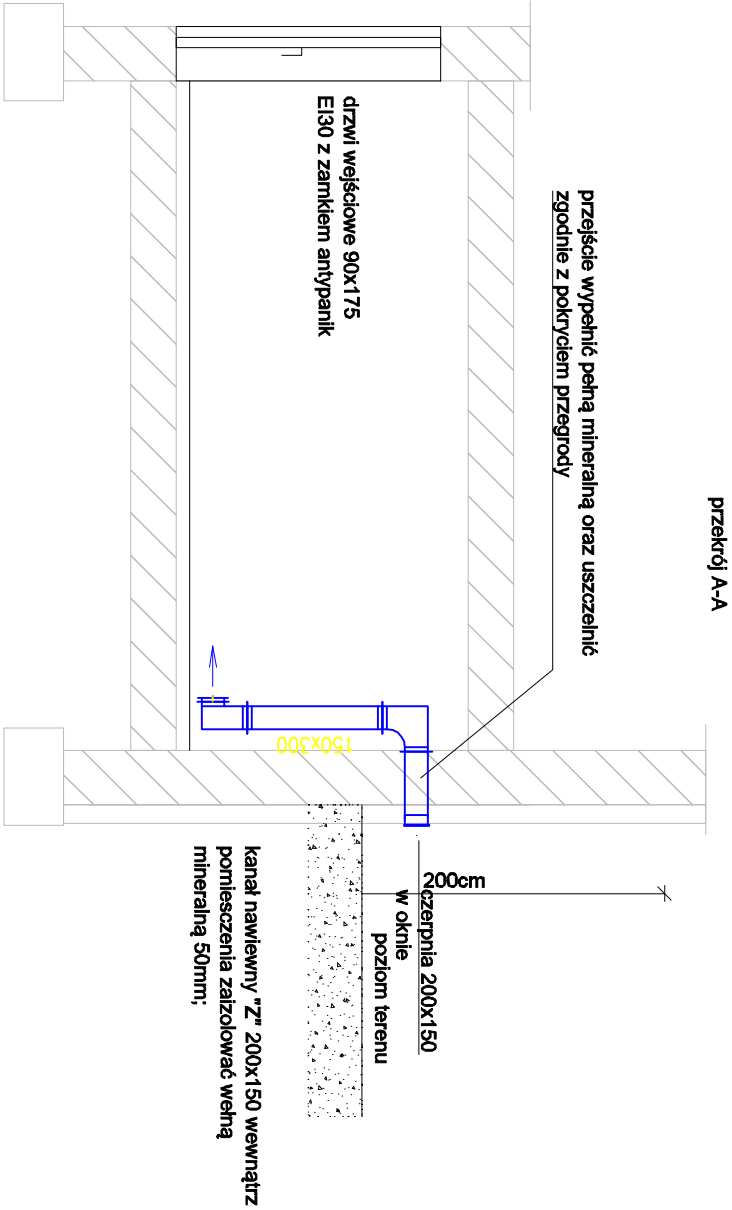 przekrój A-A
przejście wypełnić pełną mineralną oraz uszczelnić
zgodnie z pokryciem przegrody
drzwi wejściowe 90x175
EI30 z zamkiem antypanik
150x300
200cm
czerpnia 200x150
w oknie
poziom terenu
kanał nawiewny "Z" 200x150 wewnątrz
pomiesczenia zaizolować wełną
mineralną 50mm;